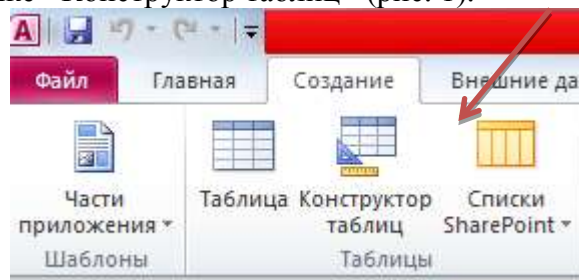 Конструктор таблиц" (рис. 1).
A
Файл Главная Создание Внешние да
Части приложения Таблица Конструктор таблиц Списки SharePoint
Шаблоны Таблицы